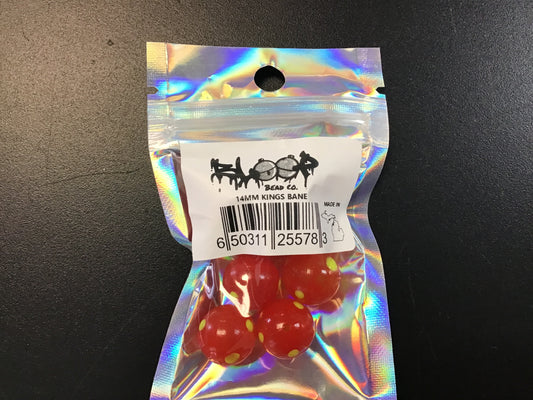 BLOOP
BEAD CO.
14MM KINGS BANE
MADE IN
6 50311 25578 3